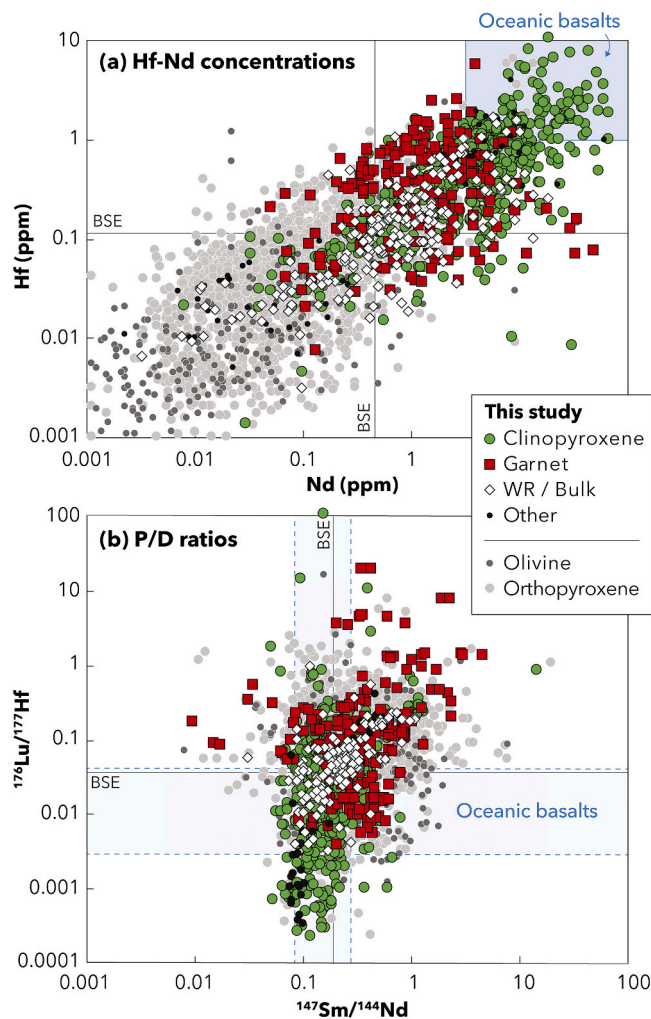 Oceanic basalts
(a) Hf-Nd concentrations
10
1
0.1
0.01
0.001
Hf (ppm)
BSE
BSE
0.001
0.01
0.1
1
Nd (ppm)
This study
Clinopyroxene
Garnet
WR / Bulk
Other
Olivine
Orthopyroxene
(b) P/D ratios
100
10
1
0.1
0.01
0.001
0.0001
¹⁷⁶Lu/¹⁷⁷Hf
BSE
BSE
Oceanic basalts
0.001
0.01
0.1
1
10
100
¹⁴⁷Sm/¹⁴⁴Nd